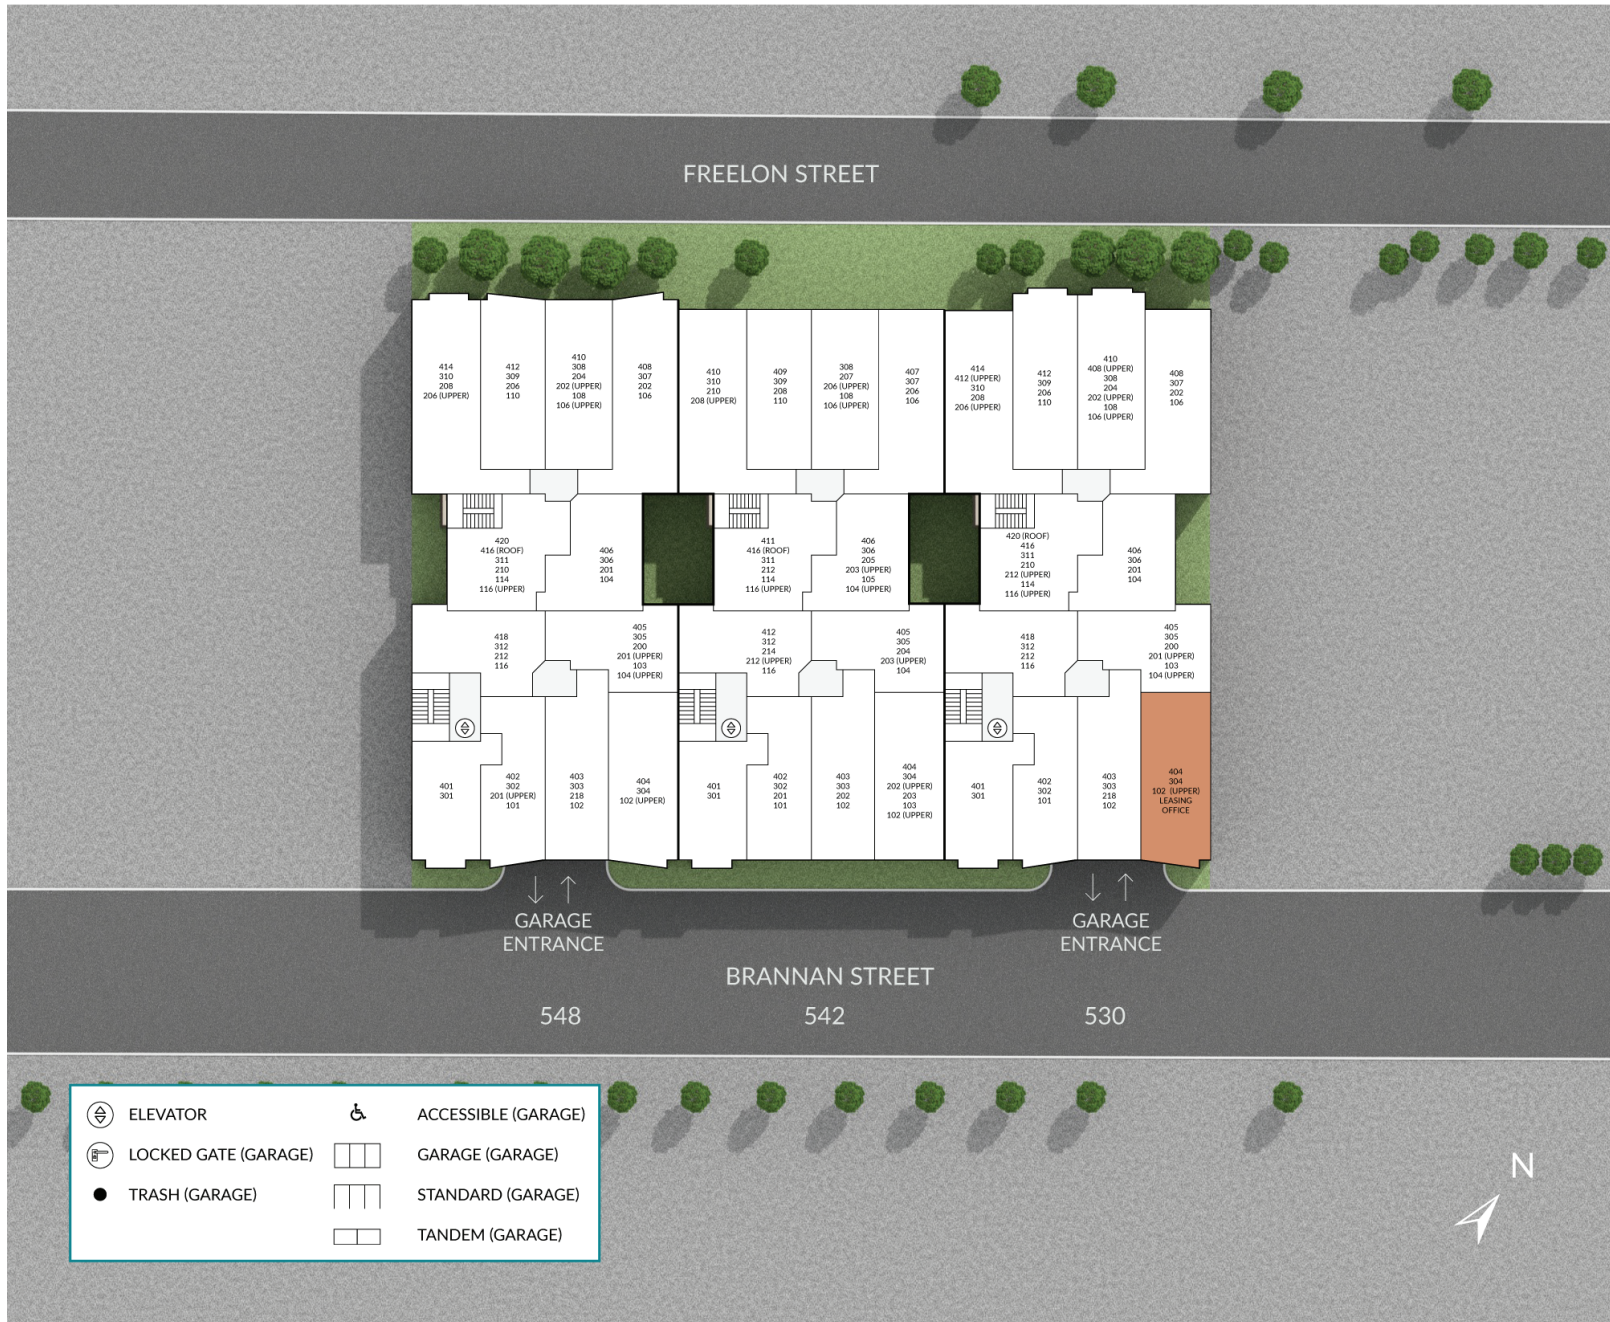 FREELON STREET
414
310
208
206 (UPPER)
412
309
206
110
410
308
204
202 (UPPER)
108
106 (UPPER)
408
307
202
106
410
310
210
208 (UPPER)
409
309
208
110
308
207
206 (UPPER)
108
106 (UPPER)
407
307
206
106
414
412 (UPPER)
310
208
206 (UPPER)
412
309
206
110
410
408 (UPPER)
308
204
202 (UPPER)
108
106 (UPPER)
408
307
202
106
420
416 (ROOF)
311
210
114
116 (UPPER)
406
306
201
104
411
416 (ROOF)
311
212
114
116 (UPPER)
406
306
205
203 (UPPER)
105
104 (UPPER)
420 (ROOF)
416
311
210
212 (UPPER)
114
116 (UPPER)
406
306
201
104
418
312
212
116
405
305
200
201 (UPPER)
103
104 (UPPER)
412
312
214
212 (UPPER)
116
405
305
204
203 (UPPER)
104
418
312
212
116
405
305
200
201 (UPPER)
103
104 (UPPER)
401
301
402
302
201 (UPPER)
101
403
303
218
102
404
304
102 (UPPER)
401
301
402
302
201
101
403
303
202
102
404
304
202 (UPPER)
203
103
102 (UPPER)
401
301
402
302
101
403
303
218
102
404
304
102 (UPPER)
LEASING
OFFICE
GARAGE
ENTRANCE
GARAGE
ENTRANCE
BRANNAN STREET
548
542
530
ELEVATOR
LOCKED GATE (GARAGE)
TRASH (GARAGE)
ACCESSIBLE (GARAGE)
GARAGE (GARAGE)
STANDARD (GARAGE)
TANDEM (GARAGE)
N